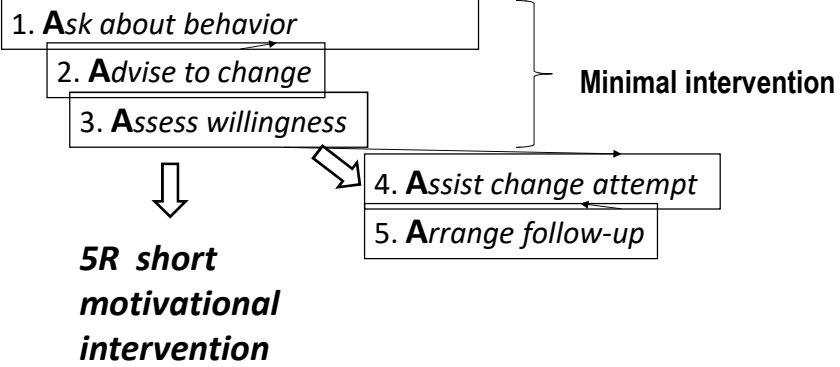 1. Ask about behavior
2. Advise to change
Minimal intervention
3. Assess willingness
4. Assist change attempt
5. Arrange follow-up
5R short
motivational
intervention